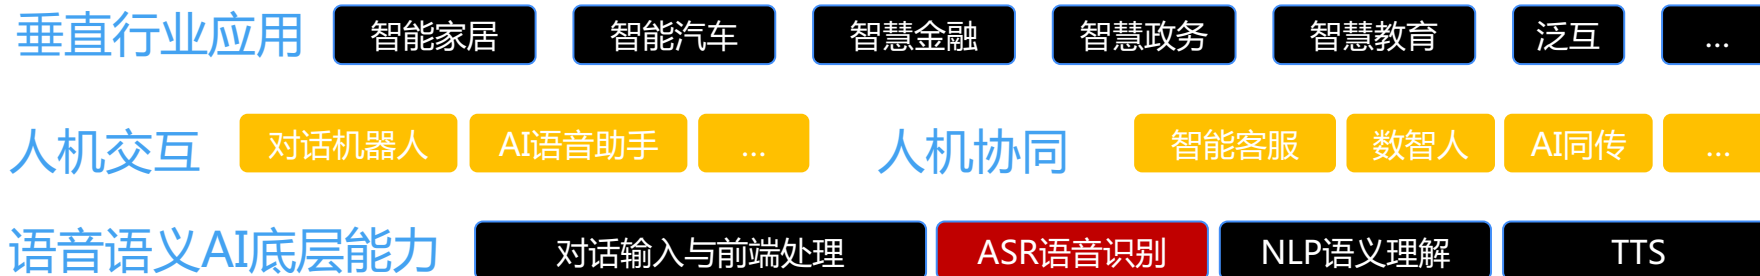 垂直行业应用 智能家居 智能汽车 智慧金融 智慧政务 智慧教育 泛互 ...
人机交互 对话机器人 AI语音助手 ... 人机协同 智能客服 数智人 AI同传 ...
语音语义AI底层能力 对话输入与前端处理 ASR语音识别 NLP语义理解 TTS